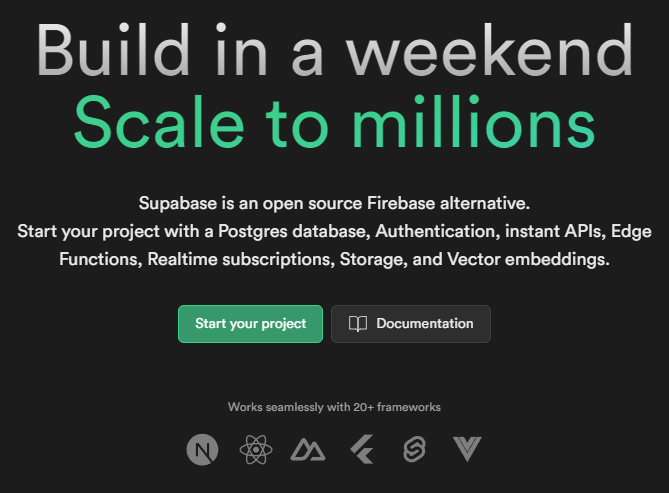 Build in a weekend
Scale to millions
Supabase is an open source Firebase alternative.
Start your project with a Postgres database, Authentication, instant APIs, Edge
Functions, Realtime subscriptions, Storage, and Vector embeddings.
Start your project
Documentation
Works seamlessly with 20+ frameworks
N